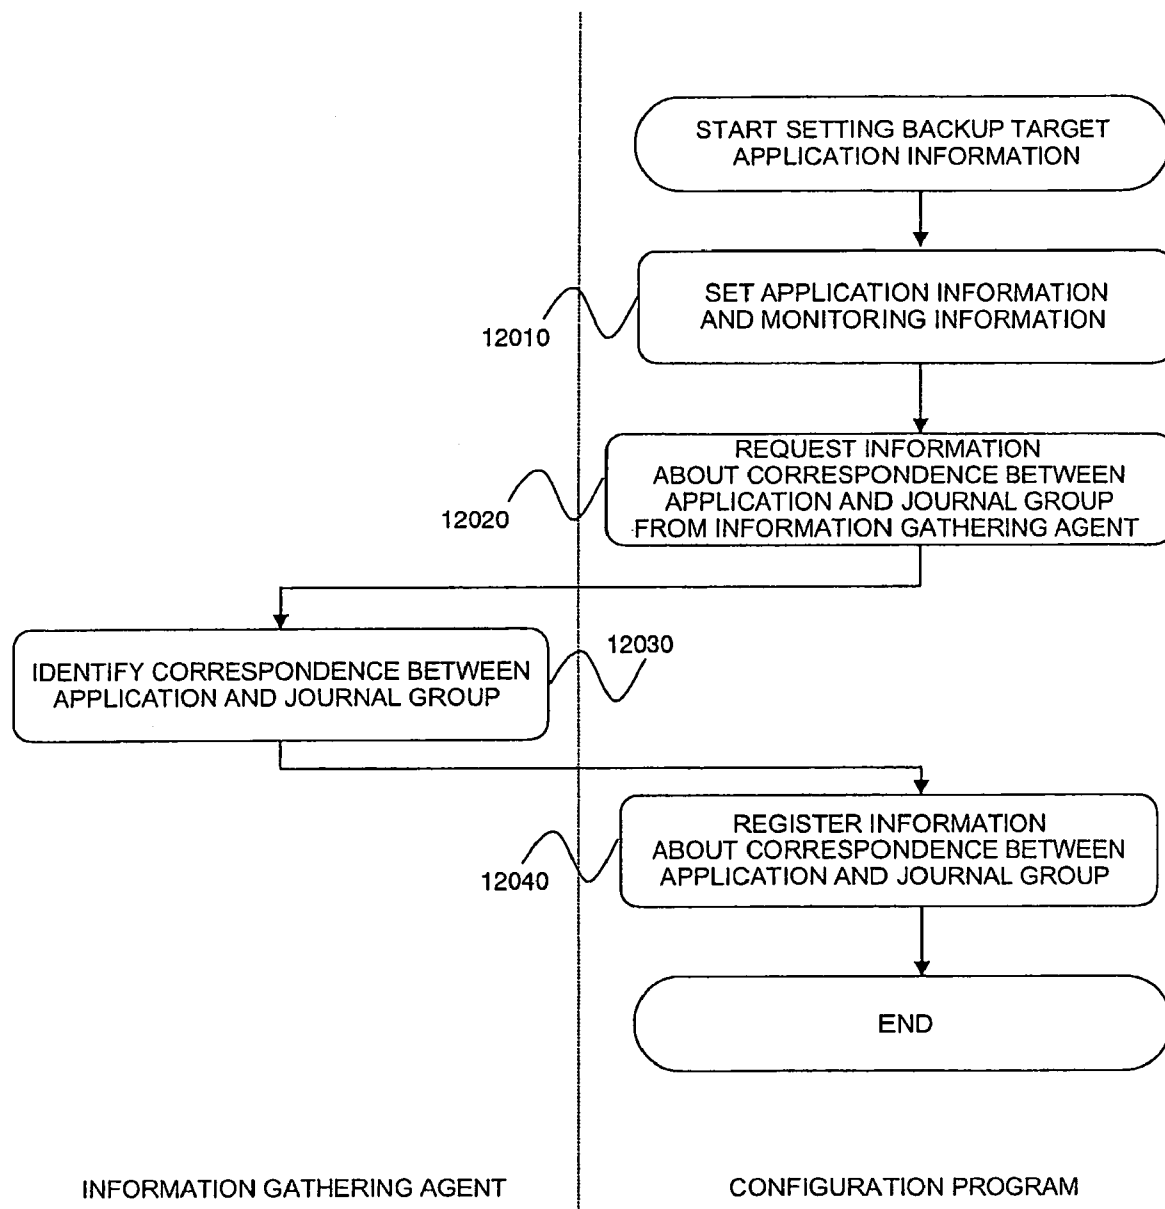 START SETTING BACKUP TARGET
APPLICATION INFORMATION
SET APPLICATION INFORMATION
AND MONITORING INFORMATION
12010
REQUEST INFORMATION
ABOUT CORRESPONDENCE BETWEEN
APPLICATION AND JOURNAL GROUP
FROM INFORMATION GATHERING AGENT
12020
12030
IDENTIFY CORRESPONDENCE BETWEEN
APPLICATION AND JOURNAL GROUP
REGISTER INFORMATION
ABOUT CORRESPONDENCE BETWEEN
APPLICATION AND JOURNAL GROUP
12040
END
INFORMATION GATHERING AGENT
CONFIGURATION PROGRAM